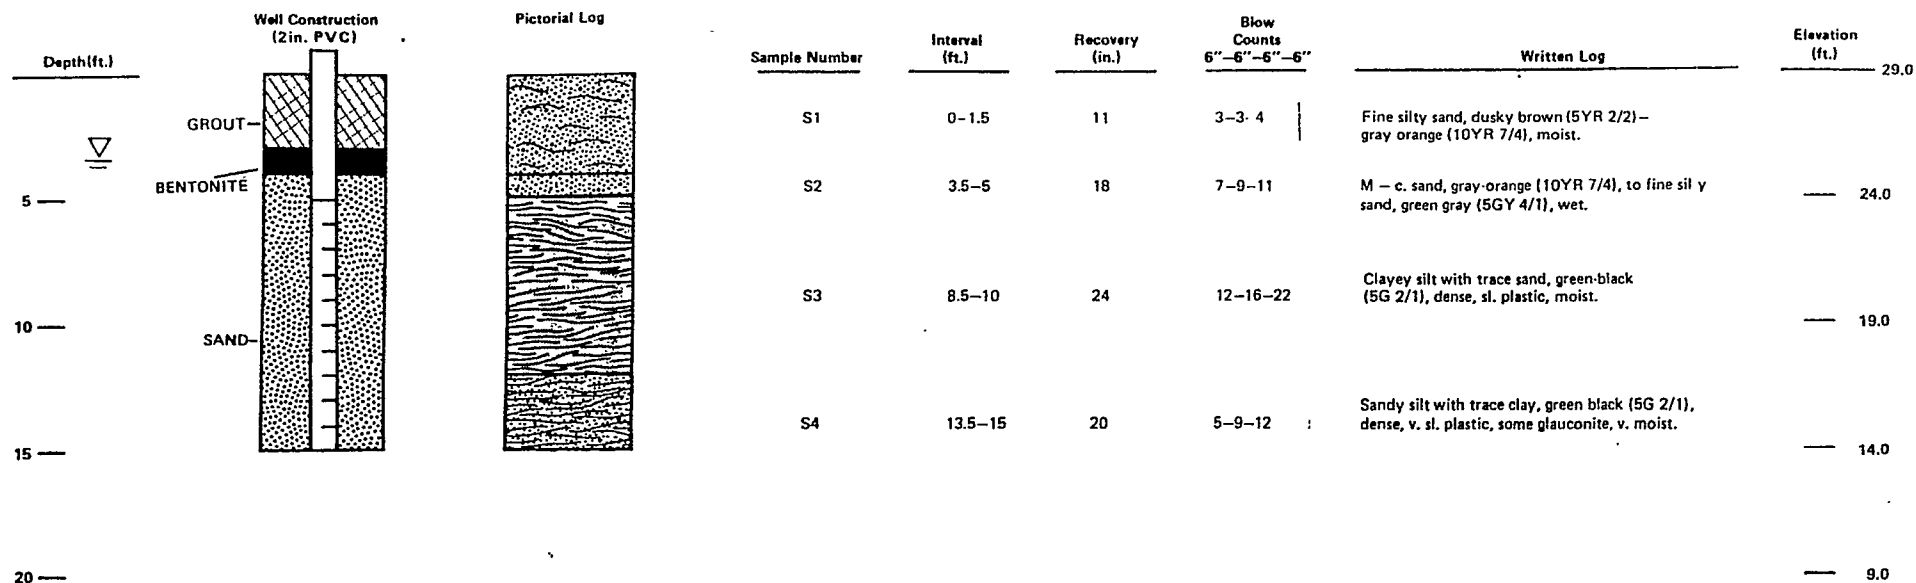 Well Construction
(2in. PVC)
Pictorial Log
Depth(ft.)
Sample Number
Interval
(ft.)
Recovery
(in.)
Blow
Counts
6"—6"—6"—6"
Written Log
Elevation
(ft.)
29.0
GROUT
S1
0-1.5
11
3-3- 4
Fine silty sand, dusky brown (5YR 2/2) —
gray orange (10YR 7/4), moist.
BENTONITE
5
S2
3.5-5
18
7-9-11
M — c. sand, gray-orange (10YR 7/4), to fine sil y
sand, green gray (5GY 4/1), wet.
24.0
S3
8.5-10
24
12-16-22
Clayey silt with trace sand, green-black
(5G 2/1), dense, sl. plastic, moist.
10
SAND
19.0
S4
13.5-15
20
5-9-12
Sandy silt with trace clay, green black (5G 2/1),
dense, v. sl. plastic, some glauconite, v. moist.
15
14.0
20
9.0